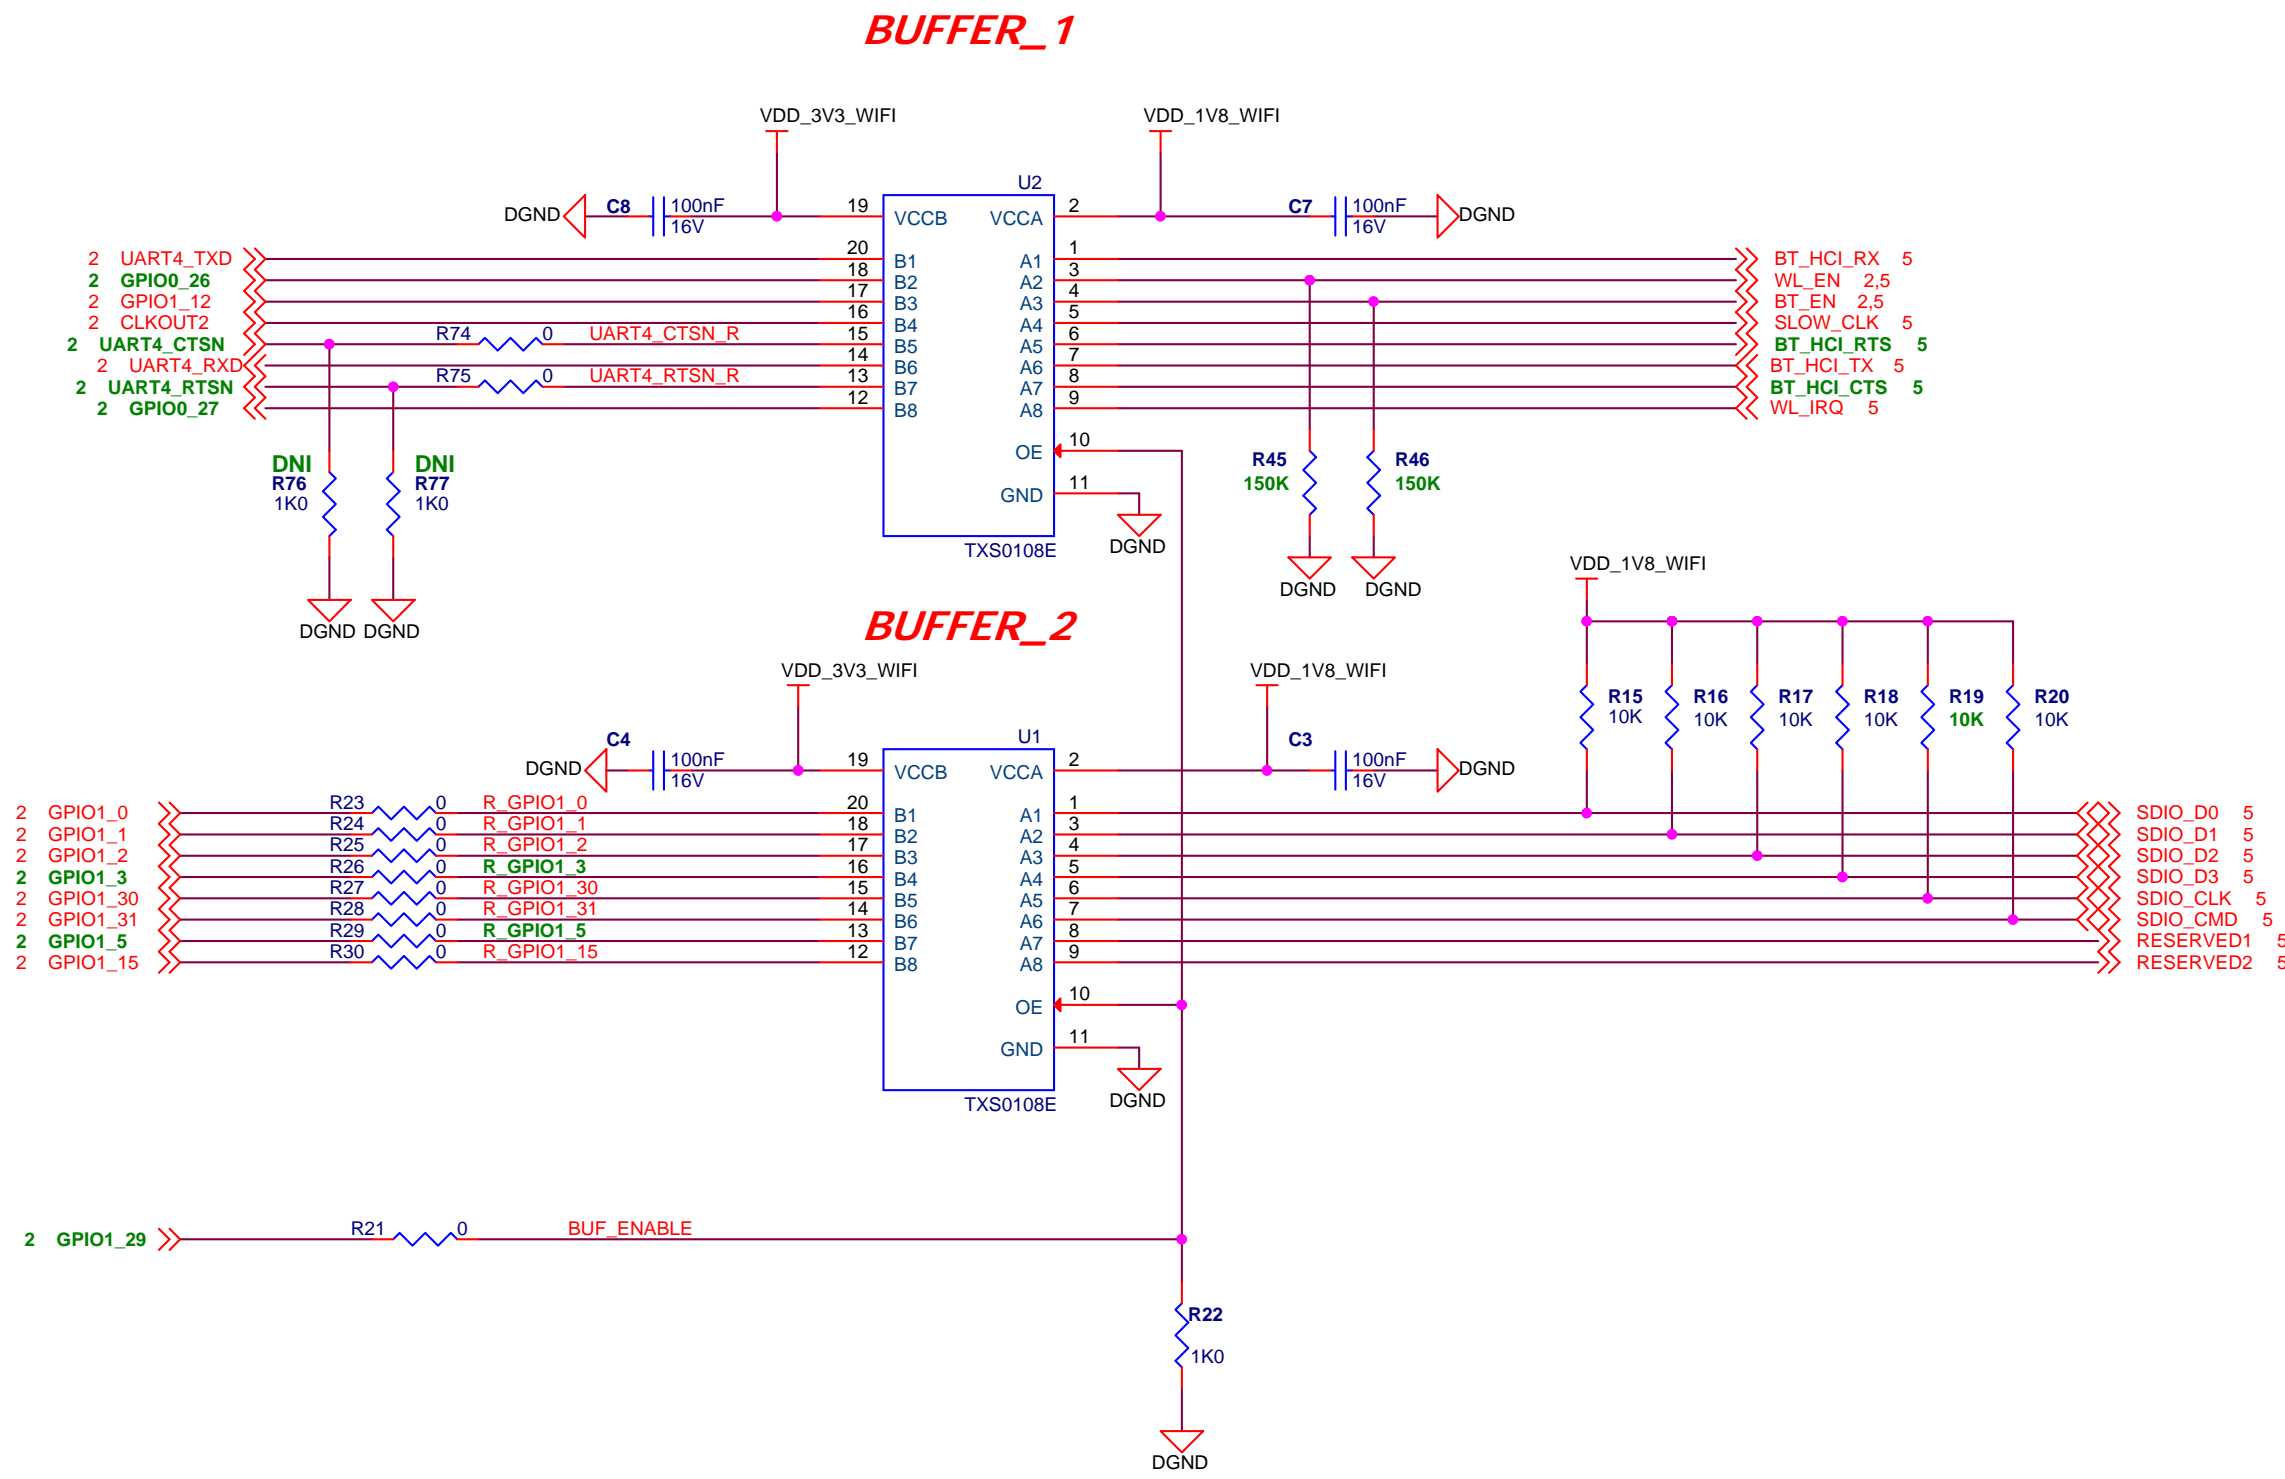 BUFFER_1
VDD_3V3_WIFI
VDD_1V8_WIFI
U2
DGND
C8
100nF
16V
19
VCCB
VCCA
2
C7
100nF
16V
DGND
2 UART4_TXD
20
B1
A1
1
BT_HCI_RX 5
2 GPIO0_26
18
B2
A2
3
WL_EN 2,5
2 GPIO1_12
17
B3
A3
4
BT_EN 2,5
2 CLKOUT2
16
B4
A4
5
SLOW_CLK 5
2 UART4_CTSN
R74
0
UART4_CTSN_R
15
B5
A5
6
BT_HCI_RTS 5
2 UART4_RXD
14
B6
A6
7
BT_HCI_TX 5
2 UART4_RTSN
R75
0
UART4_RTSN_R
13
B7
A7
8
BT_HCI_CTS 5
2 GPIO0_27
12
B8
A8
9
WL_IRQ 5
OE
10
GND
11
DGND
TXS0108E
DNI
R76
1K0
DGND
DNI
R77
1K0
DGND
R45
150K
DGND
R46
150K
DGND
BUFFER_2
VDD_3V3_WIFI
VDD_1V8_WIFI
VDD_1V8_WIFI
R15
10K
R16
10K
R17
10K
R18
10K
R19
10K
R20
10K
U1
DGND
C4
100nF
16V
19
VCCB
VCCA
2
C3
100nF
16V
DGND
2 GPIO1_0
R23
0
R_GPIO1_0
20
B1
A1
1
SDIO_D0 5
2 GPIO1_1
R24
0
R_GPIO1_1
18
B2
A2
3
SDIO_D1 5
2 GPIO1_2
R25
0
R_GPIO1_2
17
B3
A3
4
SDIO_D2 5
2 GPIO1_3
R26
0
R_GPIO1_3
16
B4
A4
5
SDIO_D3 5
2 GPIO1_30
R27
0
R_GPIO1_30
15
B5
A5
6
SDIO_CLK 5
2 GPIO1_31
R28
0
R_GPIO1_31
14
B6
A6
7
SDIO_CMD 5
2 GPIO1_5
R29
0
R_GPIO1_5
13
B7
A7
8
RESERVED1 5
2 GPIO1_15
R30
0
R_GPIO1_15
12
B8
A8
9
RESERVED2 5
OE
10
GND
11
DGND
TXS0108E
2 GPIO1_29
R21
0
BUF_ENABLE
R22
1K0
DGND